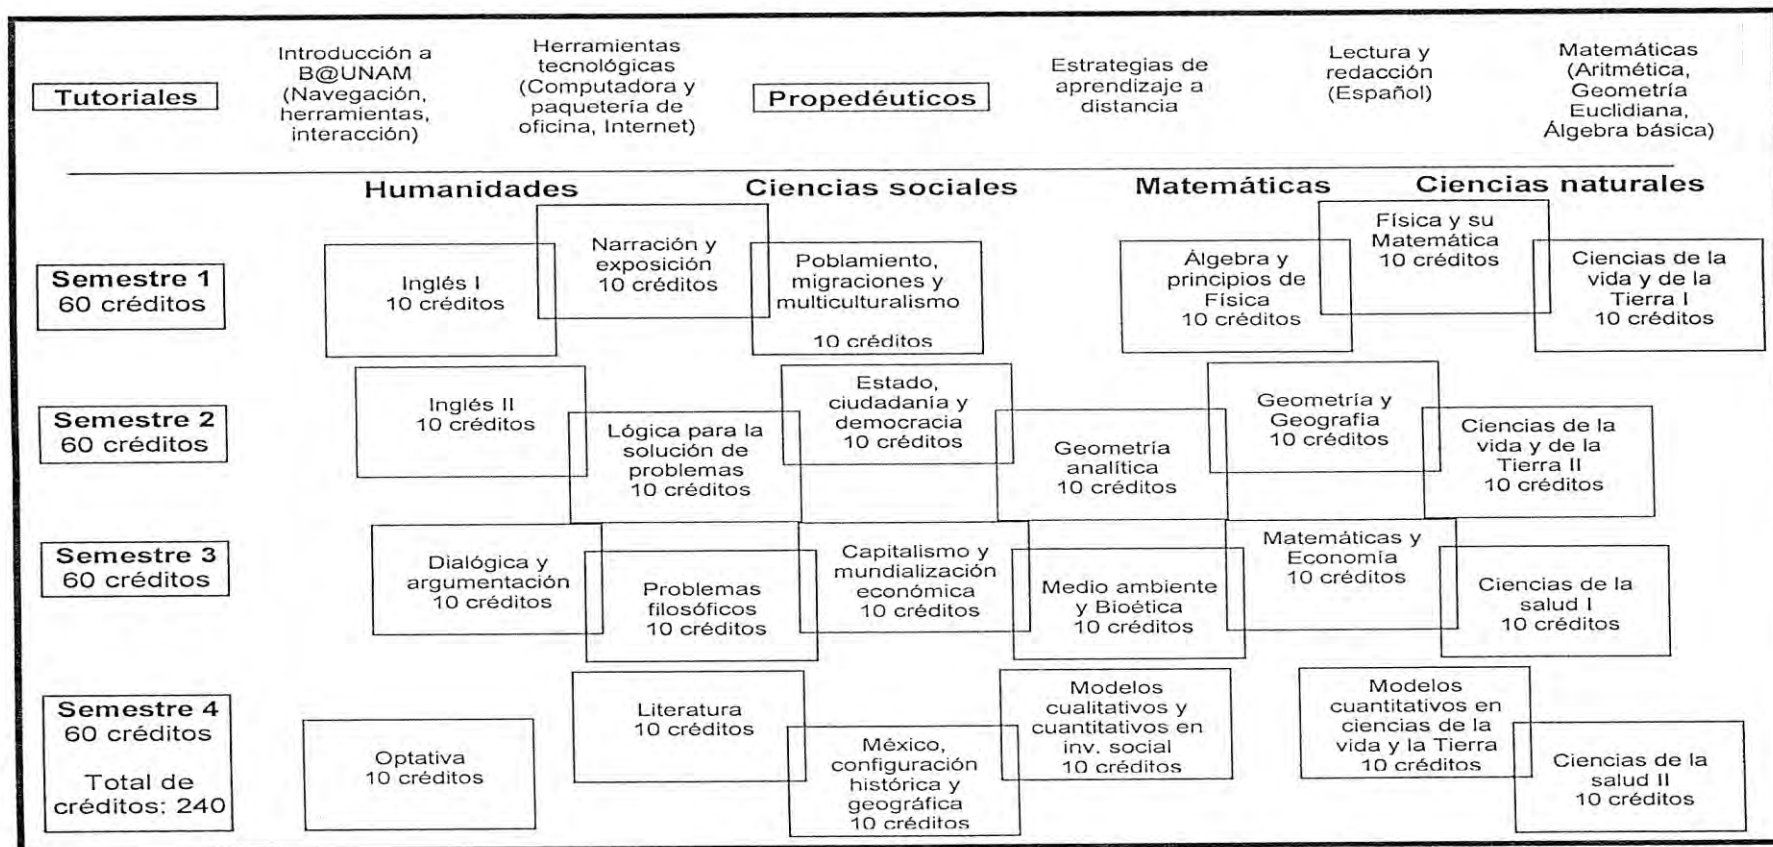 Tutoriales
Introducción a
B@UNAM
(Navegación,
herramientas,
interacción)
Herramientas
tecnológicas
(Computadora y
paquetería de
oficina, Internet)
Propedéuticos
Estrategias de
aprendizaje a
distancia
Lectura y
redacción
(Español)
Matemáticas
(Aritmética,
Geometría
Euclidiana,
Álgebra básica)
Humanidades
Ciencias sociales
Matemáticas
Ciencias naturales
Semestre 1
60 créditos
Inglés I
10 créditos
Narración y
exposición
10 créditos
Poblamiento,
migraciones y
multiculturalismo
10 créditos
Álgebra y
principios de
Física
10 créditos
Física y su
Matemática
10 créditos
Ciencias de la
vida y de la
Tierra I
10 créditos
Semestre 2
60 créditos
Inglés II
10 créditos
Lógica para la
solución de
problemas
10 créditos
Estado,
ciudadanía y
democracia
10 créditos
Geometría
analítica
10 créditos
Geometría y
Geografía
10 créditos
Ciencias de la
vida y de la
Tierra II
10 créditos
Semestre 3
60 créditos
Dialógica y
argumentación
10 créditos
Problemas
filosóficos
10 créditos
Capitalismo y
mundialización
económica
10 créditos
Medio ambiente
y Bioética
10 créditos
Matemáticas y
Economía
10 créditos
Ciencias de la
salud I
10 créditos
Semestre 4
60 créditos
Total de
créditos: 240
Optativa
10 créditos
Literatura
10 créditos
México,
configuración
histórica y
geográfica
10 créditos
Modelos
cualitativos y
cuantitativos en
inv. social
10 créditos
Modelos
cuantitativos en
ciencias de la
vida y la Tierra
10 créditos
Ciencias de la
salud II
10 créditos